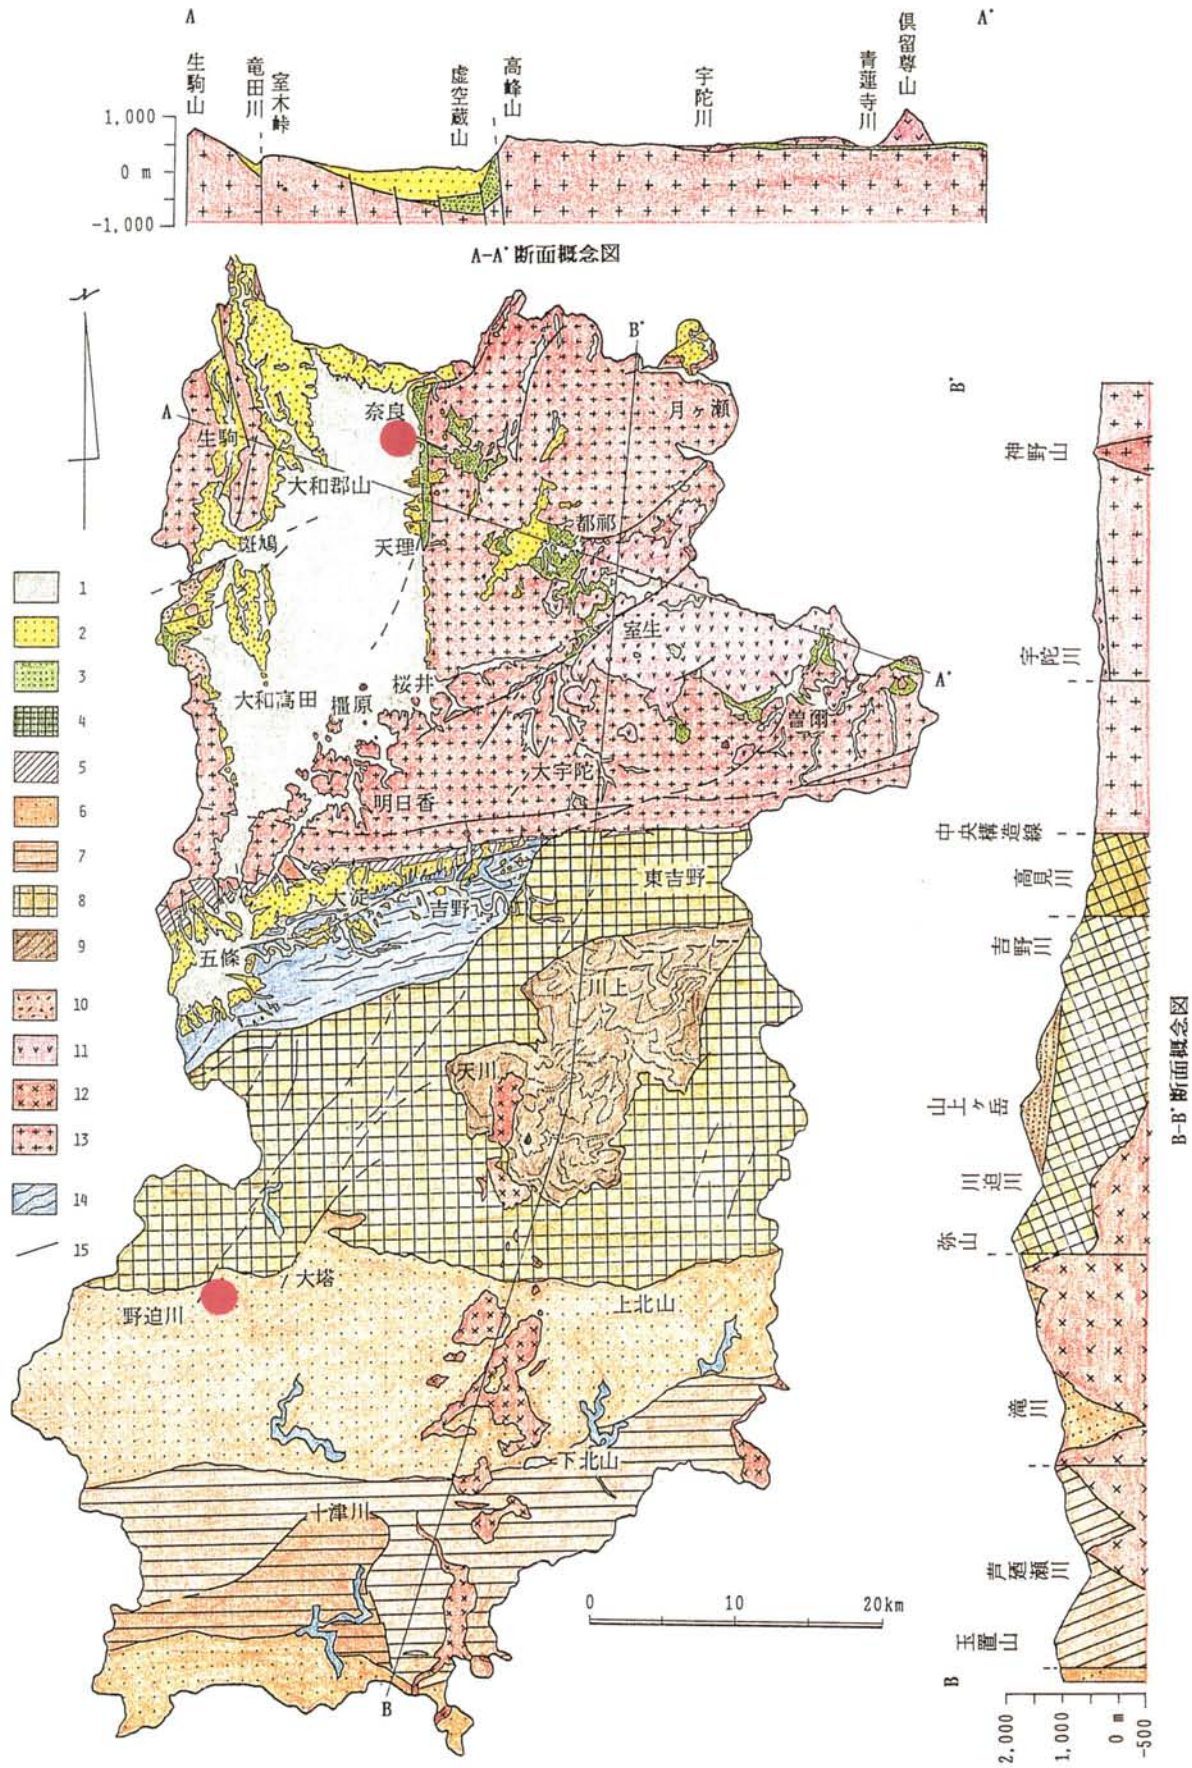 A
A'
生駒山
竜田川
室木峠
虚空蔵山
高峰山
宇陀川
青蓮寺川
倶留尊山
1,000
0 m
-1,000
A-A' 断面概念図
N
B'
A
奈良
月ヶ瀬
生駒
大和郡山
都祁
斑鳩
天理
室生
A'
桜井
大和高田
橿原
曽爾
大宇陀
明日香
東吉野
大淀
吉野
五條
川上
天川
大塔
野迫川
上北山
下北山
十津川
B
1
2
3
4
5
6
7
8
9
10
11
12
13
14
15
0
10
20km
B'
神野山
宇陀川
中央構造線
高見川
吉野川
山上ヶ岳
川迫川
弥山
滝川
芦廼瀬川
玉置山
B
2,000
1,000
0 m
-500
B-B' 断面概念図